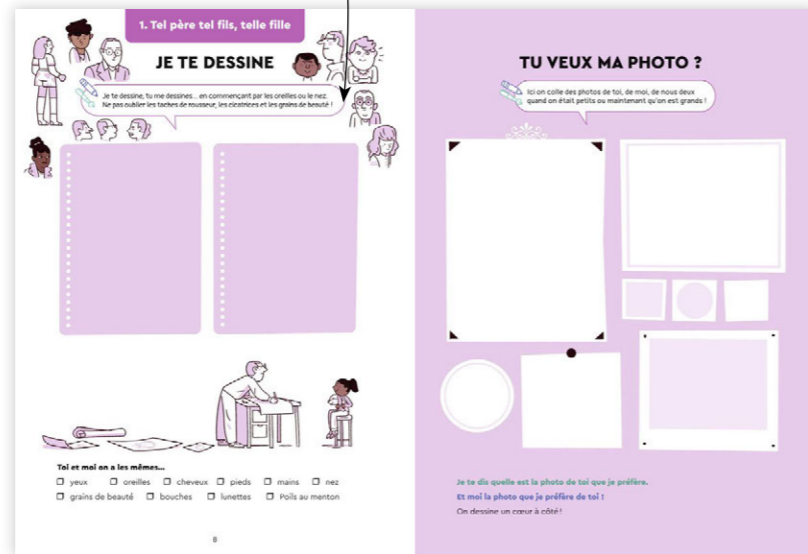 1. Tel père tel fils, telle fille
JE TE DESSINE
Je te dessine, tu me dessines... en commençant par les oreilles ou le nez.
Ne pas oublier les taches de rousseur, les cicatrices et les grains de beauté !
Toi et moi on a les mêmes...
yeux oreilles cheveux pieds mains nez
grains de beauté bouches lunettes Poils au menton
8
TU VEUX MA PHOTO ?
Ici on colle des photos de toi, de moi, de nous deux
quand on était petits ou maintenant qu'on est grands !
Je te dis quelle est la photo de toi que je préfère.
Et moi la photo que je préfère de toi !
On dessine un cœur à côté !